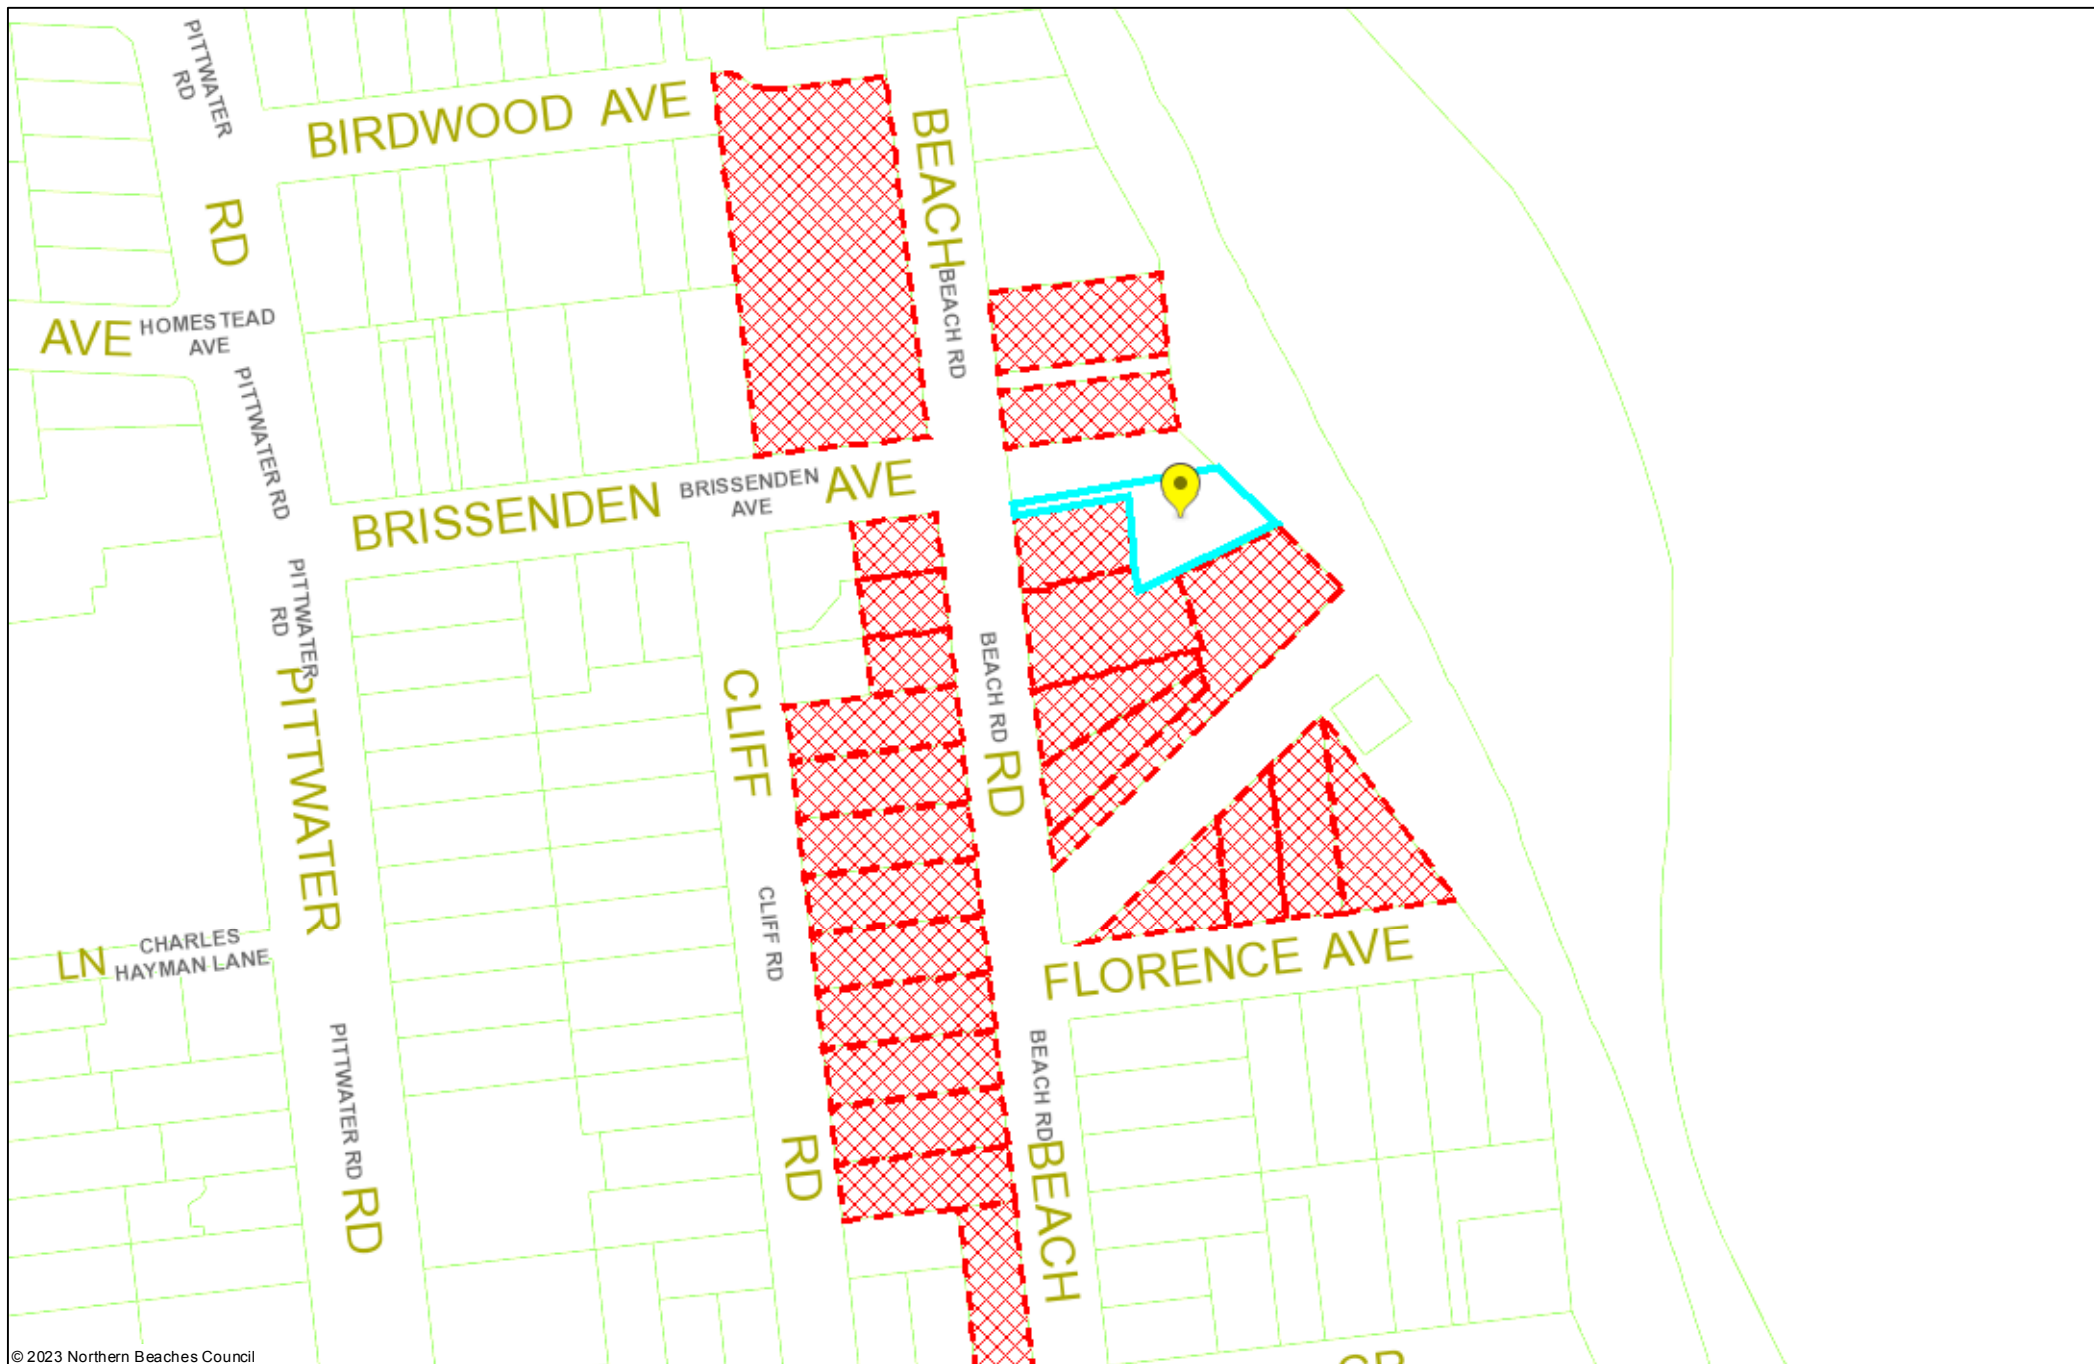 PITTWATER
RD
BIRDWOOD AVE
BEACH
RD
BEACH RD
AVE
HOMESTEAD
AVE
PITTWATER RD
BRISSENDEN
BRISSENDEN
AVE
AVE
PITTWATER
RD
PITTWATER
BEACH RD
CLIFF
RD
CLIFF RD
CHARLES
HAYMAN LANE
LN
FLORENCE AVE
PITTWATER RD
BEACH RD
RD
BEACH
RD
© 2023 Northern Beaches Council